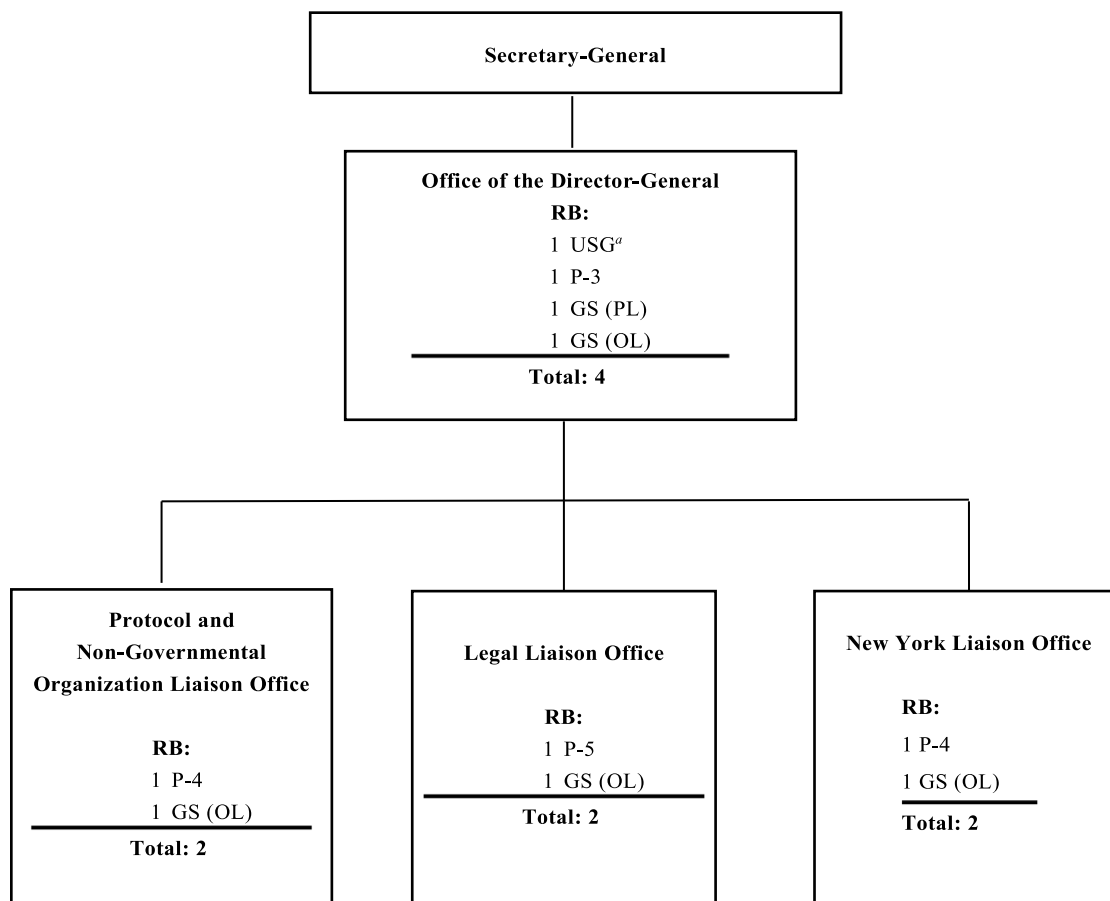 Secretary-General
Office of the Director-General
RB:
1 USGᵃ
1 P-3
1 GS (PL)
1 GS (OL)
Total: 4
Protocol and
Non-Governmental
Organization Liaison Office
RB:
1 P-4
1 GS (OL)
Total: 2
Legal Liaison Office
RB:
1 P-5
1 GS (OL)
Total: 2
New York Liaison Office
RB:
1 P-4
1 GS (OL)
Total: 2